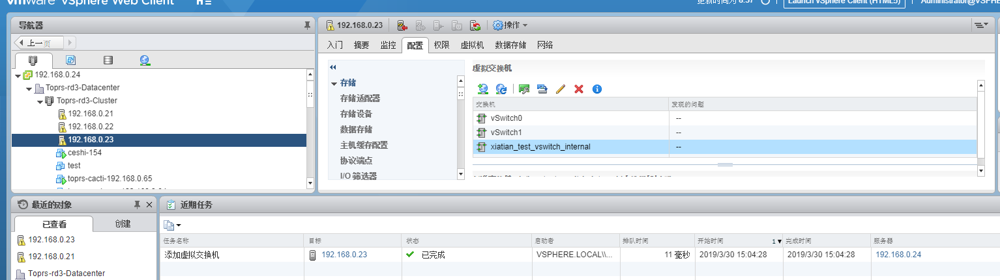 vmware vSphere Web Client
更新时间为 8:37 Launch vSphere Client (HTML5) Administrator@VSPHE
导航器
上一页
192.168.0.24
Toprs-rd3-Datacenter
Toprs-rd3-Cluster
192.168.0.21
192.168.0.22
192.168.0.23
ceshi-154
test
toprs-cacti-192.168.0.65
192.168.0.23 操作
入门 摘要 监控 配置 权限 虚拟机 数据存储 网络
存储
存储适配器
存储设备
数据存储
主机缓存配置
协议端点
I/O 筛选器
虚拟交换机
交换机 发现的问题
vSwitch0 --
vSwitch1 --
xiatian_test_vswitch_internal --
最近的对象
已查看 创建
192.168.0.23
192.168.0.21
Toprs-rd3-Datacenter
近期任务
任务名称 目标 状态 启动者 排队时间 开始时间 1▼ 完成时间 服务器
添加虚拟交换机 192.168.0.23 已完成 VSPHERE.LOCAL\\... 11 毫秒 2019/3/30 15:04:28 2019/3/30 15:04:28 192.168.0.24